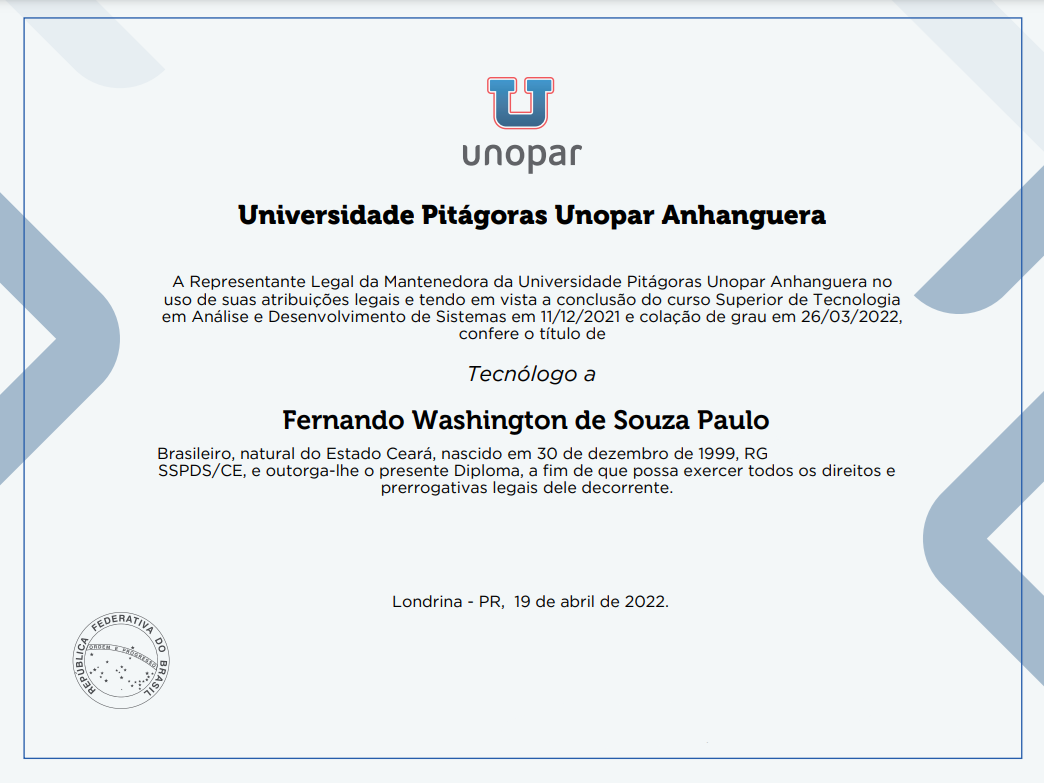 unopar
Universidade Pitágoras Unopar Anhanguera
A Representante Legal da Mantenedora da Universidade Pitágoras Unopar Anhanguera no
uso de suas atribuições legais e tendo em vista a conclusão do curso Superior de Tecnologia
em Análise e Desenvolvimento de Sistemas em 11/12/2021 e colação de grau em 26/03/2022,
confere o título de
Tecnólogo a
Fernando Washington de Souza Paulo
Brasileiro, natural do Estado Ceará, nascido em 30 de dezembro de 1999, RG
SSPDS/CE, e outorga-lhe o presente Diploma, a fim de que possa exercer todos os direitos e
prerrogativas legais dele decorrente.
Londrina - PR, 19 de abril de 2022.
REPÚBLICA FEDERATIVA DO BRASIL
ORDEM E PROGRESSO